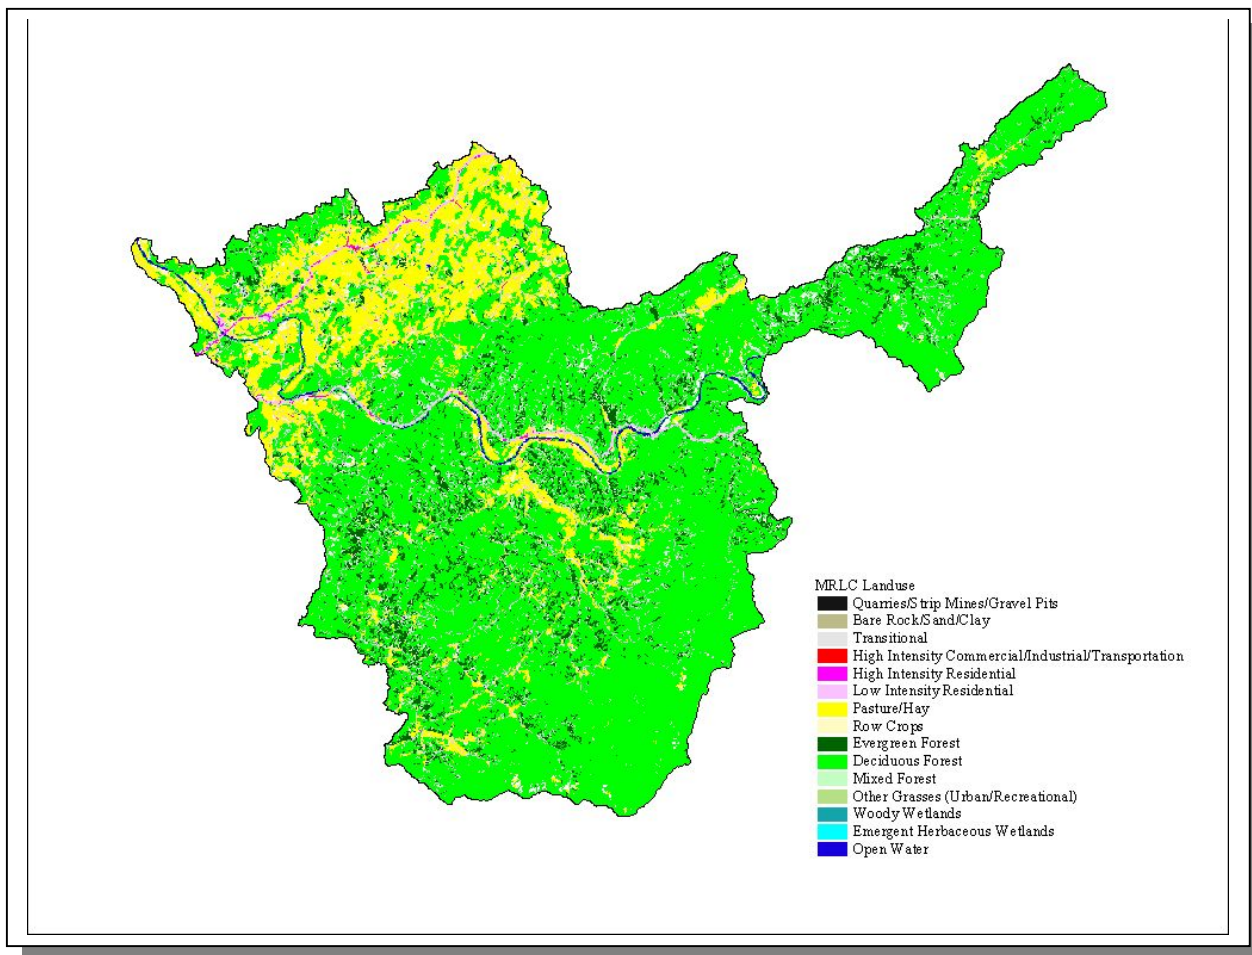 MRLC Landuse
Quarries/Strip Mines/Gravel Pits
Bare Rock/Sand/Clay
Transitional
High Intensity Commercial/Industrial/Transportation
High Intensity Residential
Low Intensity Residential
Pasture/Hay
Row Crops
Evergreen Forest
Deciduous Forest
Mixed Forest
Other Grasses (Urban/Recreational)
Woody Wetlands
Emergent Herbaceous Wetlands
Open Water